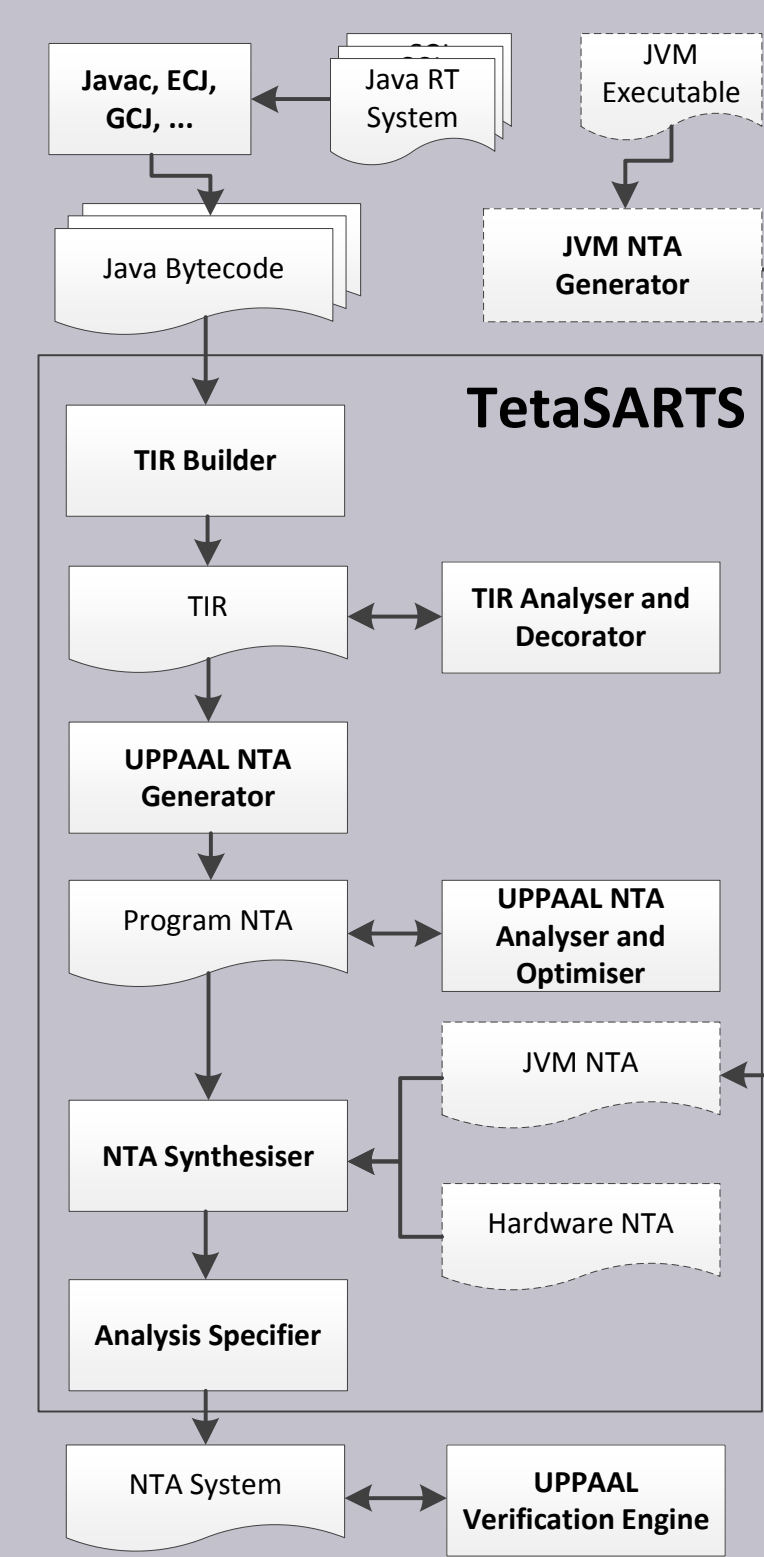 Javac, ECJ,
GCJ, ...
Java RT
System
JVM
Executable
Java Bytecode
JVM NTA
Generator
TetaSARTS
TIR Builder
TIR
TIR Analyser and
Decorator
UPPAAL NTA
Generator
Program NTA
UPPAAL NTA
Analyser and
Optimiser
JVM NTA
NTA Synthesiser
Hardware NTA
Analysis Specifier
NTA System
UPPAAL
Verification Engine